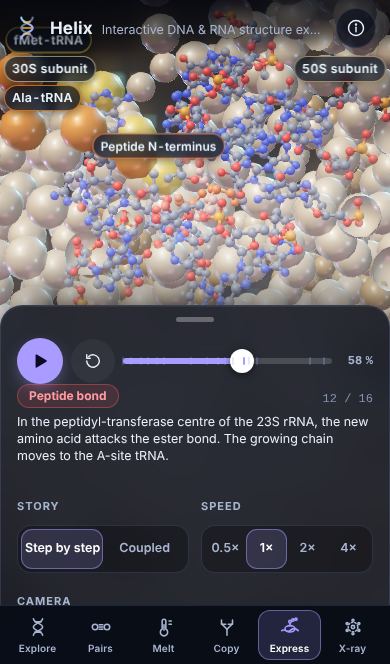 Helix
Interactive DNA & RNA structure ex...
fMet-tRNA
30S subunit
50S subunit
Ala-tRNA
Peptide N-terminus
58 %
Peptide bond
12 / 16
In the peptidyl-transferase centre of the 23S rRNA, the new
amino acid attacks the ester bond. The growing chain
moves to the A-site tRNA.
STORY
SPEED
Step by step
Coupled
0.5×
1×
2×
4×
CAMERA
Explore
Pairs
Melt
Copy
Express
X-ray